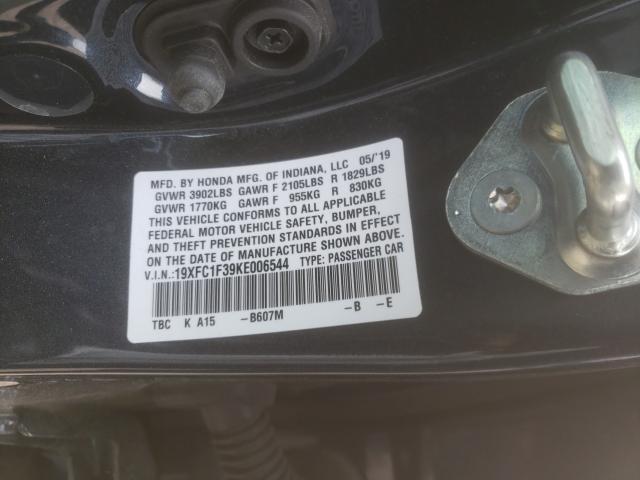 MFD. BY HONDA MFG. OF INDIANA, LLC 05/'19
GVWR 3902LBS GAWR F 2105LBS R 1829LBS
GVWR 1770KG GAWR F 955KG R 830KG
THIS VEHICLE CONFORMS TO ALL APPLICABLE
FEDERAL MOTOR VEHICLE SAFETY, BUMPER,
AND THEFT PREVENTION STANDARDS IN EFFECT
ON THE DATE OF MANUFACTURE SHOWN ABOVE.
V.I.N.:19XFC1F39KE006544 TYPE: PASSENGER CAR
TBC K A15 -B607M -B -E